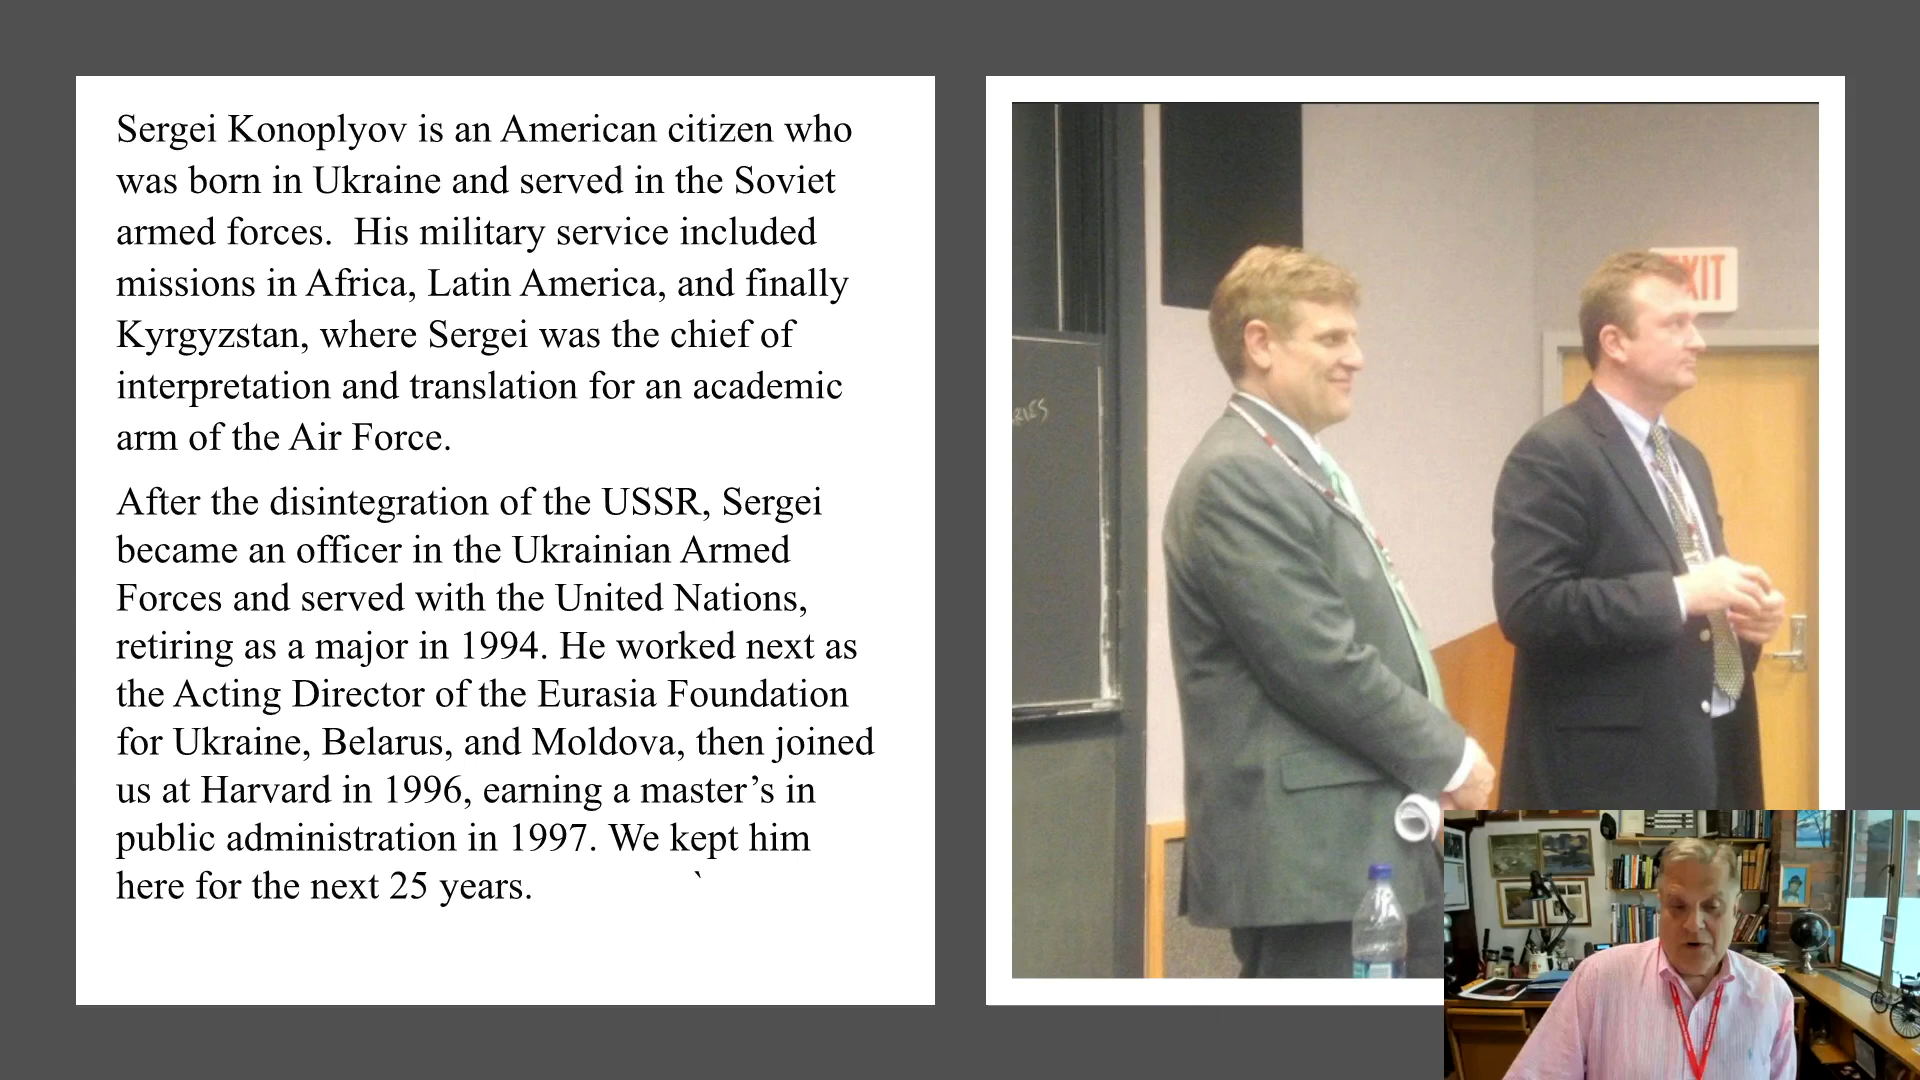 Sergei Konoplyov is an American citizen who
was born in Ukraine and served in the Soviet
armed forces.  His military service included
missions in Africa, Latin America, and finally
Kyrgyzstan, where Sergei was the chief of
interpretation and translation for an academic
arm of the Air Force.
After the disintegration of the USSR, Sergei
became an officer in the Ukrainian Armed
Forces and served with the United Nations,
retiring as a major in 1994. He worked next as
the Acting Director of the Eurasia Foundation
for Ukraine, Belarus, and Moldova, then joined
us at Harvard in 1996, earning a master’s in
public administration in 1997. We kept him
here for the next 25 years. `